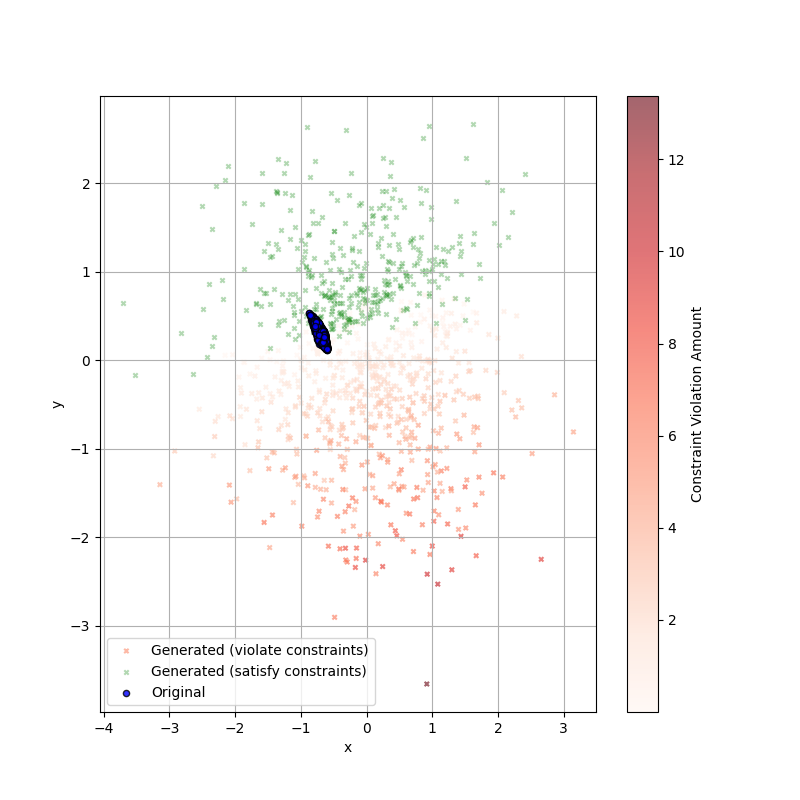 2
1
0
−1
−2
−3
y
−4 −3 −2 −1 0 1 2 3
x
Generated (violate constraints)
Generated (satisfy constraints)
Original
12
10
8
6
4
2
Constraint Violation Amount